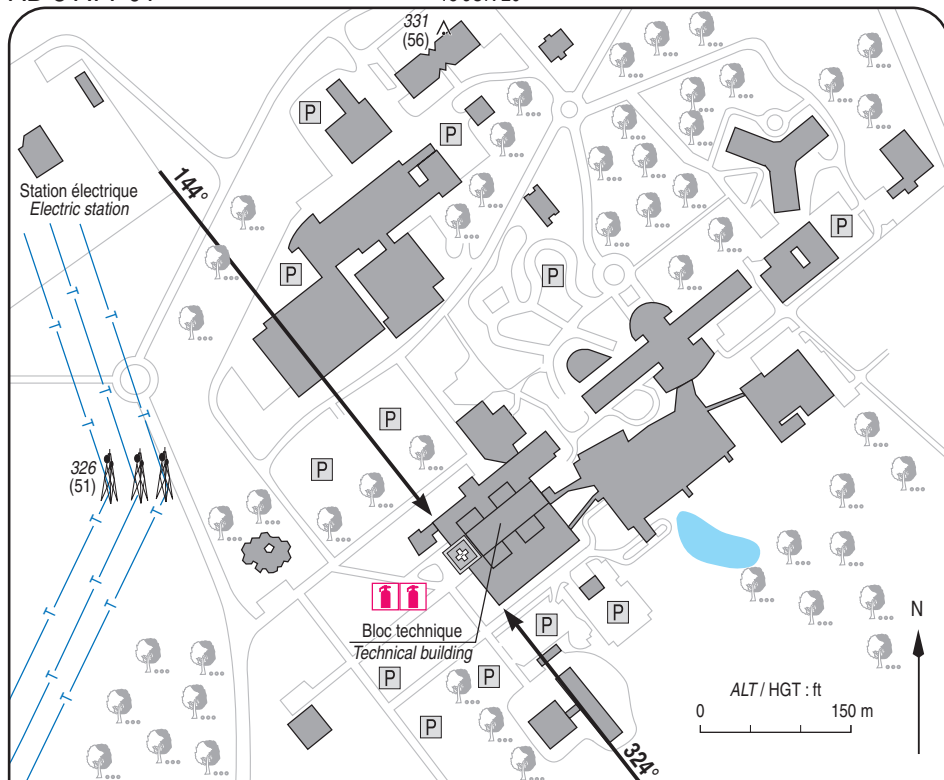 331
(56)
P
P
144°
Station électrique
Electric station
P
P
P
P
P
326
(51)
P
Bloc technique
Technical building
P
P
N
P
P
ALT / HGT : ft
P
0 150 m
324°